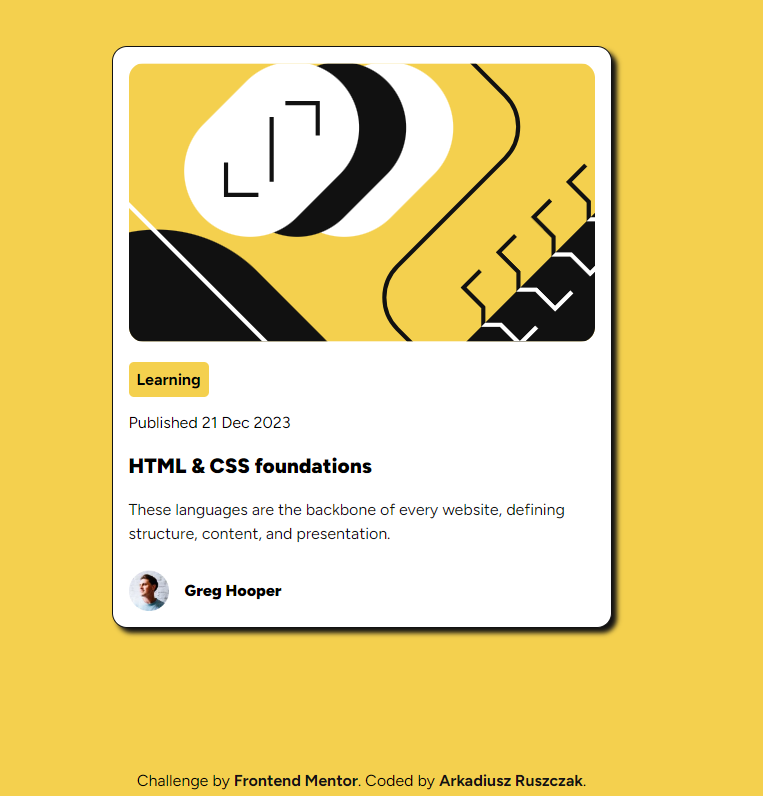 Learning
Published 21 Dec 2023
HTML & CSS foundations
These languages are the backbone of every website, defining
structure, content, and presentation.
Greg Hooper
Challenge by Frontend Mentor. Coded by Arkadiusz Ruszczak.